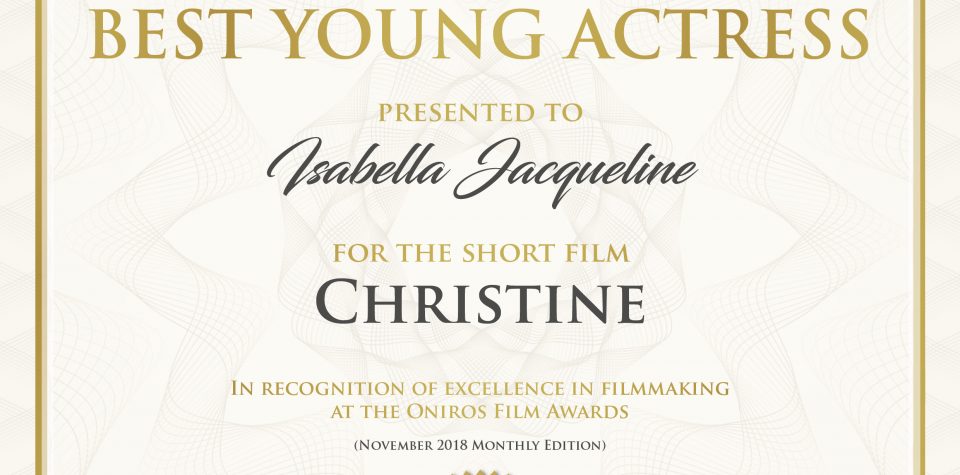 BEST YOUNG ACTRESS
PRESENTED TO
Isabella Jacqueline
FOR THE SHORT FILM
CHRISTINE
IN RECOGNITION OF EXCELLENCE IN FILMMAKING
AT THE ONIROS FILM AWARDS
(NOVEMBER 2018 MONTHLY EDITION)